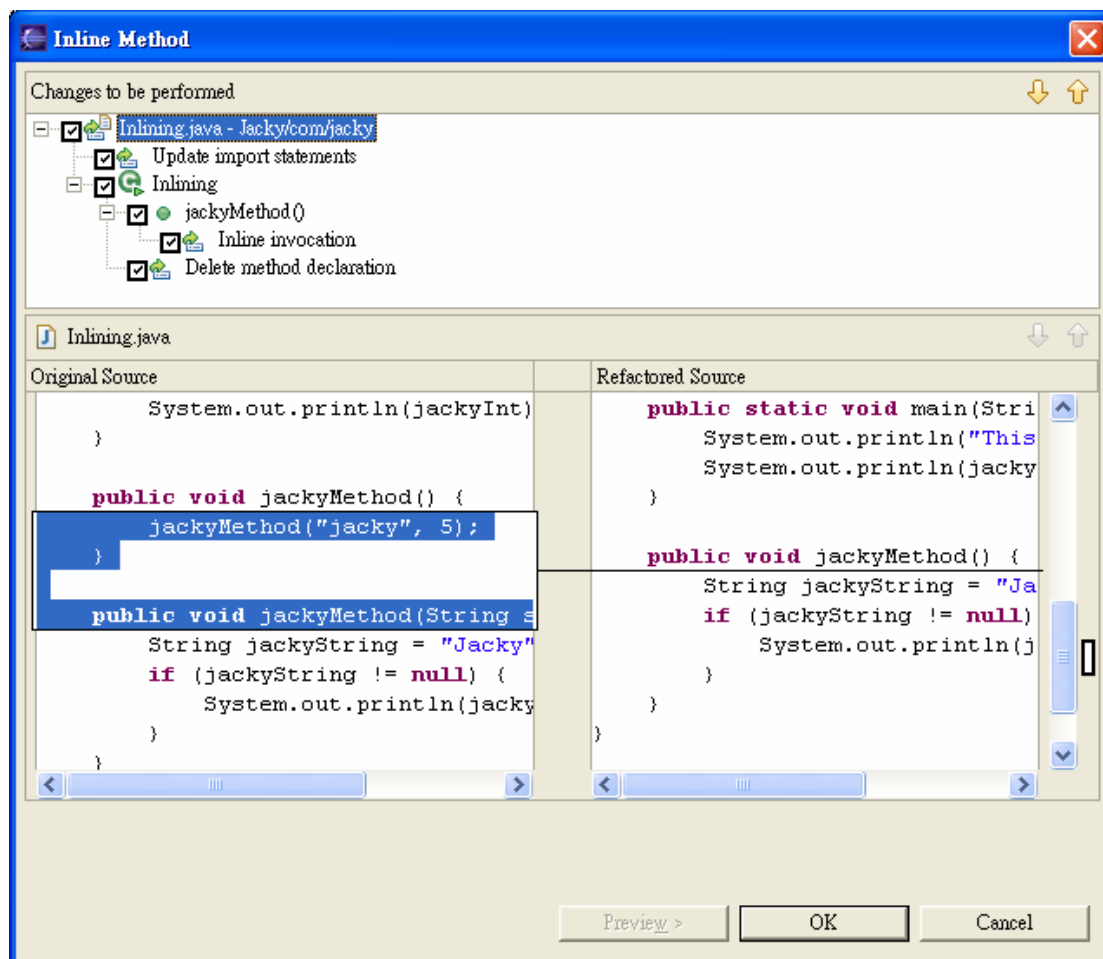 Inline Method
Changes to be performed
Inlining.java - Jacky/com/jacky
Update import statements
Inlining
jackyMethod()
Inline invocation
Delete method declaration
Inlining.java
Original Source
System.out.println(jackyInt)
}
public void jackyMethod() {
jackyMethod("jacky", 5);
}
public void jackyMethod(String s
String jackyString = "Jacky"
if (jackyString != null) {
System.out.println(jacky
}
}
Refactored Source
public static void main(Stri
System.out.println("This
System.out.println(jacky
}
public void jackyMethod() {
String jackyString = "Ja
if (jackyString != null)
System.out.println(j
}
}
}
Preview >
OK
Cancel